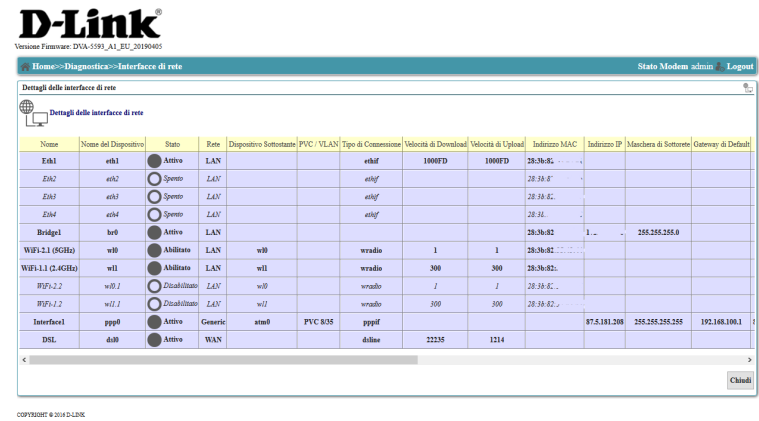 D-Link®
Versione Firmware: DVA-5593_A1_EU_20190405
Home>>Diagnostica>>Interfacce di rete Stato Modem admin Logout
Dettagli delle interfacce di rete
Dettagli delle interfacce di rete
Nome Nome del Dispositivo Stato Rete Dispositivo Sottostante PVC / VLAN Tipo di Connessione Velocità di Download Velocità di Upload Indirizzo MAC Indirizzo IP Maschera di Sottorete Gateway di Default
Eth1 eth1 Attivo LAN ethif 1000FD 1000FD 28:3b:82
Eth2 eth2 Spento LAN ethif 28:3b:8
Eth3 eth3 Spento LAN ethif 28:3b:82
Eth4 eth4 Spento LAN ethif
Bridge1 br0 Attivo LAN 28:3b:82 255.255.255.0
WiFi-2.1 (5GHz) wl0 Abilitato LAN wl0 wradio 1 1 28:3b:82
WiFi-1.1 (2.4GHz) wl1 Abilitato LAN wl1 wradio 300 300 28:3b:82:
WiFi-2.2 wl0.1 Disabilitato LAN wl0 wradio 1 1 28:3b:82
WiFi-1.2 wl1.1 Disabilitato LAN wl1 wradio 300 300 28:3b:82
Interface1 ppp0 Attivo Generic atm0 PVC 8/35 pppif 87.5.181.208 255.255.255.255 192.168.100.1
DSL dsl0 Attivo WAN dsline 22235 1214
Chiudi
COPYRIGHT © 2016 D-LINK